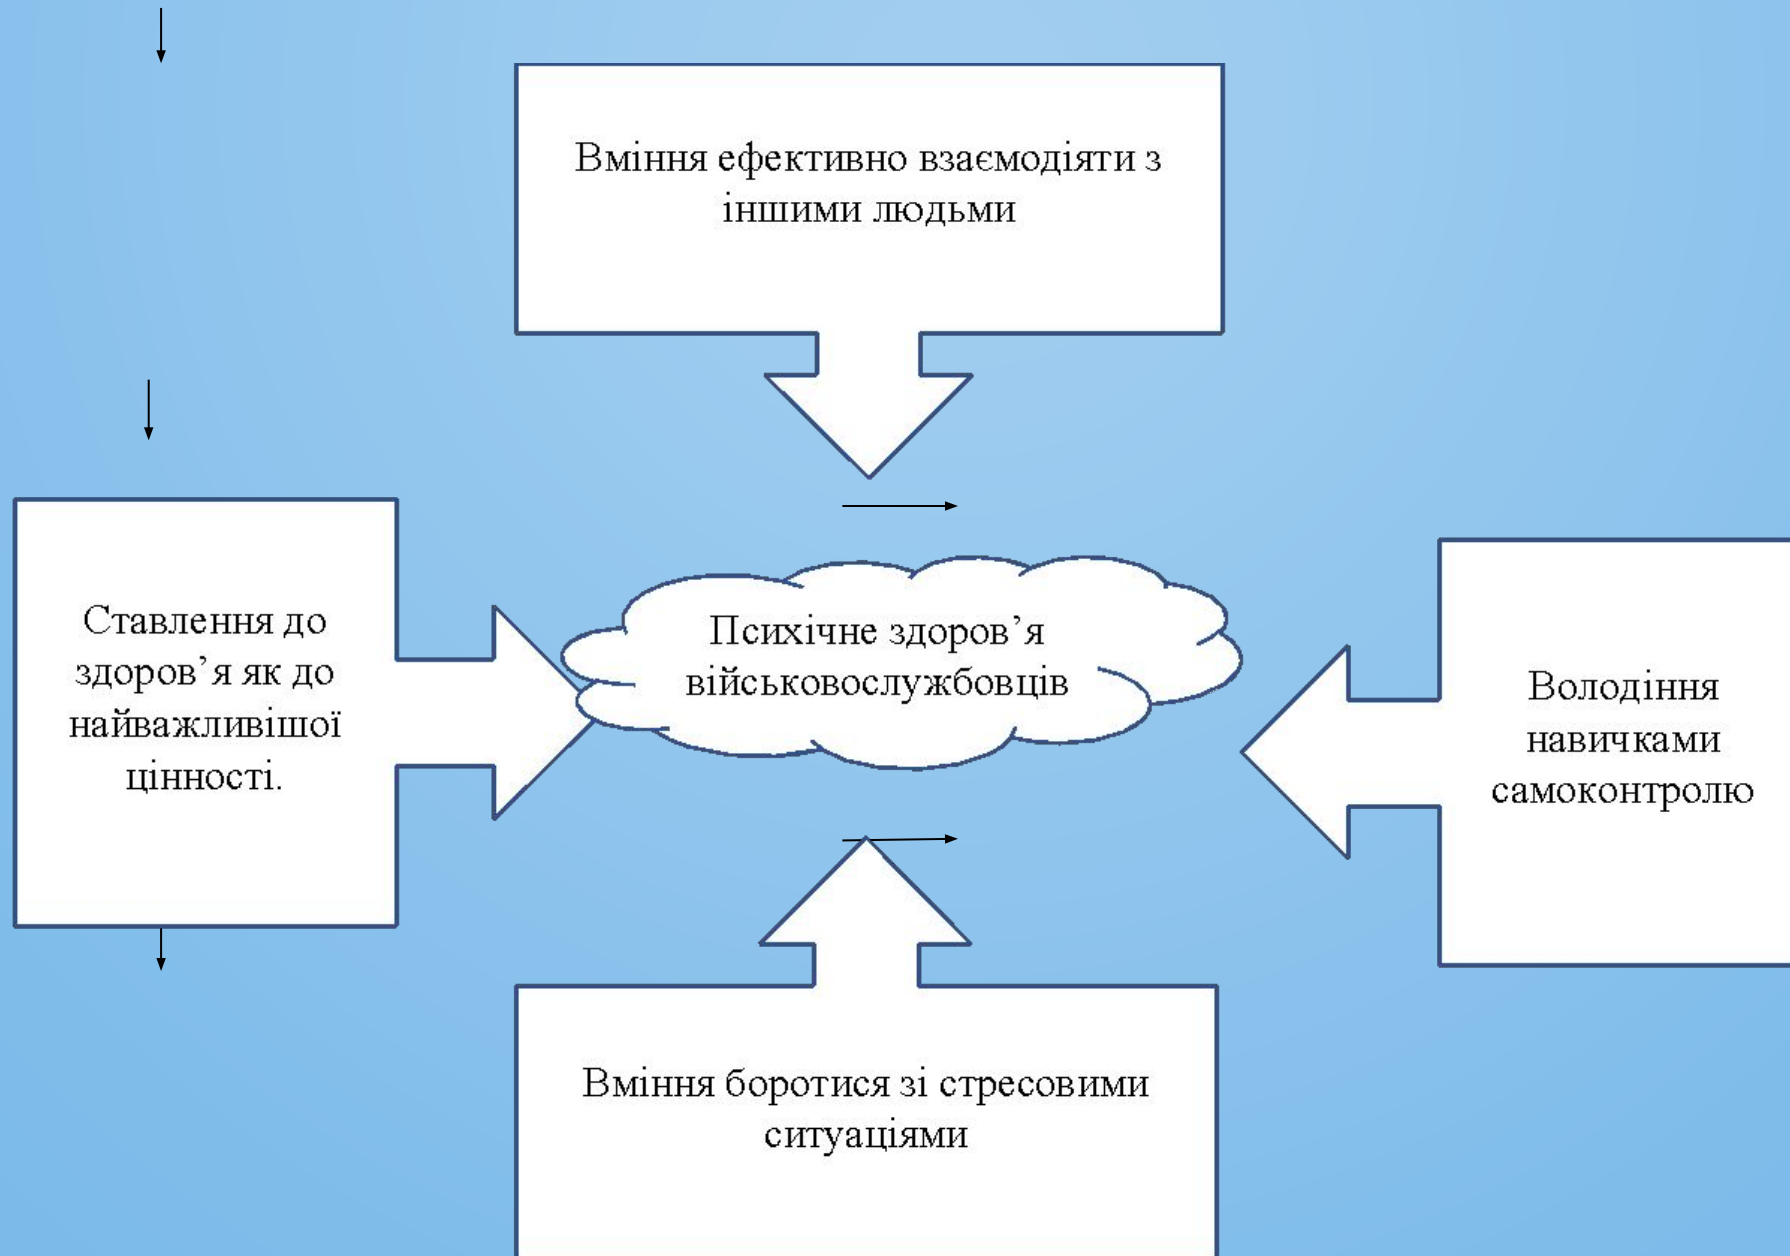 Вміння ефективно взаємодіяти з
іншими людьми
Ставлення до
здоров’я як до
найважливішої
цінності.
Психічне здоров’я
військовослужбовців
Володіння
навичками
самоконтролю
Вміння боротися зі стресовими
ситуаціями